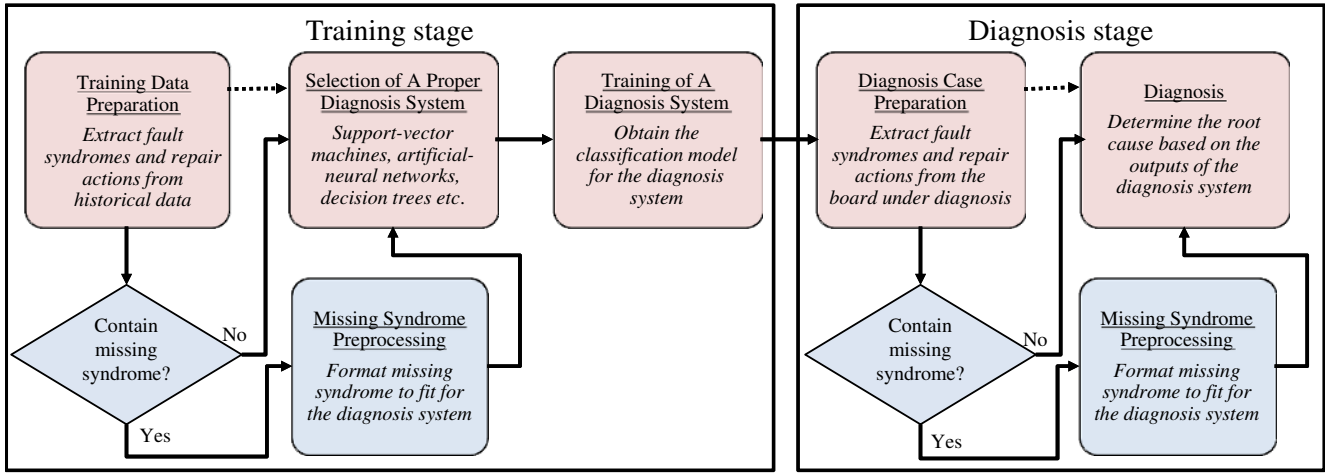 Training stage
Training Data
Preparation
Extract fault
syndromes and repair
actions from
historical data
Selection of A Proper
Diagnosis System
Support-vector
machines, artificial-
neural networks,
decision trees etc.
Training of A
Diagnosis System
Obtain the
classification model
for the diagnosis
system
Contain
missing
syndrome?
No
Yes
Missing Syndrome
Preprocessing
Format missing
syndrome to fit for
the diagnosis system
Diagnosis stage
Diagnosis Case
Preparation
Extract fault
syndromes and repair
actions from the
board under diagnosis
Diagnosis
Determine the root
cause based on the
outputs of the
diagnosis system
Contain
missing
syndrome?
No
Yes
Missing Syndrome
Preprocessing
Format missing
syndrome to fit for
the diagnosis system